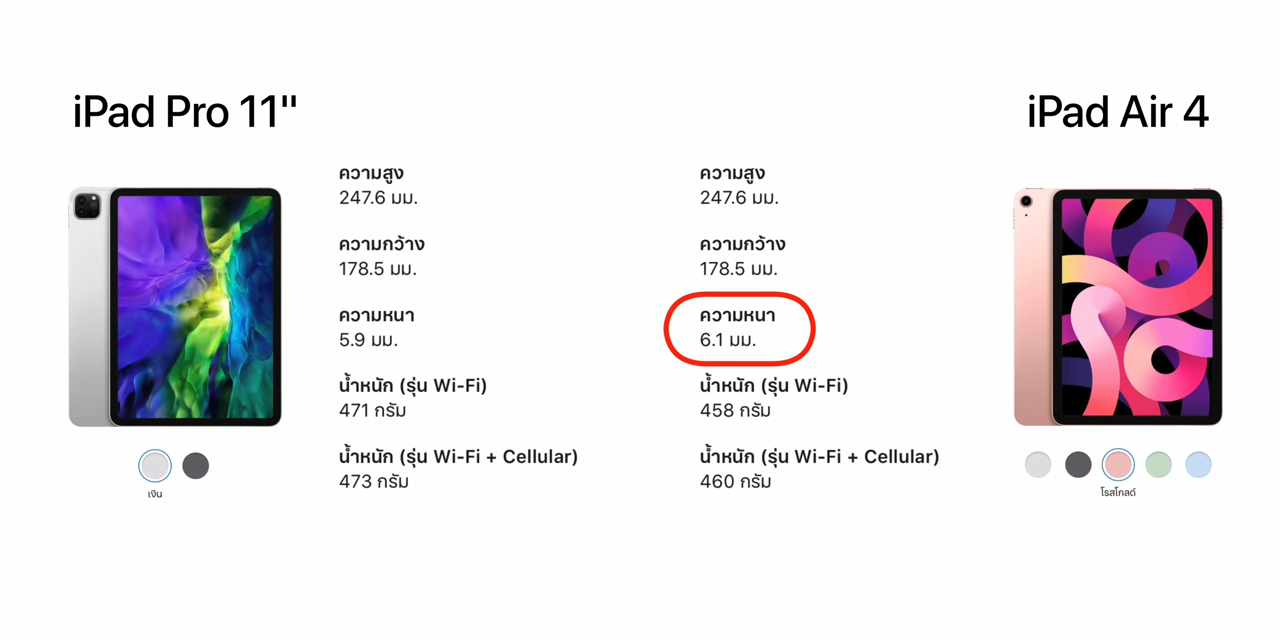 iPad Pro 11"
iPad Air 4
ความสูง
247.6 มม.
ความกว้าง
178.5 มม.
ความหนา
5.9 มม.
น้ำหนัก (รุ่น Wi-Fi)
471 กรัม
น้ำหนัก (รุ่น Wi-Fi + Cellular)
473 กรัม
เงิน
ความสูง
247.6 มม.
ความกว้าง
178.5 มม.
ความหนา
6.1 มม.
น้ำหนัก (รุ่น Wi-Fi)
458 กรัม
น้ำหนัก (รุ่น Wi-Fi + Cellular)
460 กรัม
โรสโกลด์